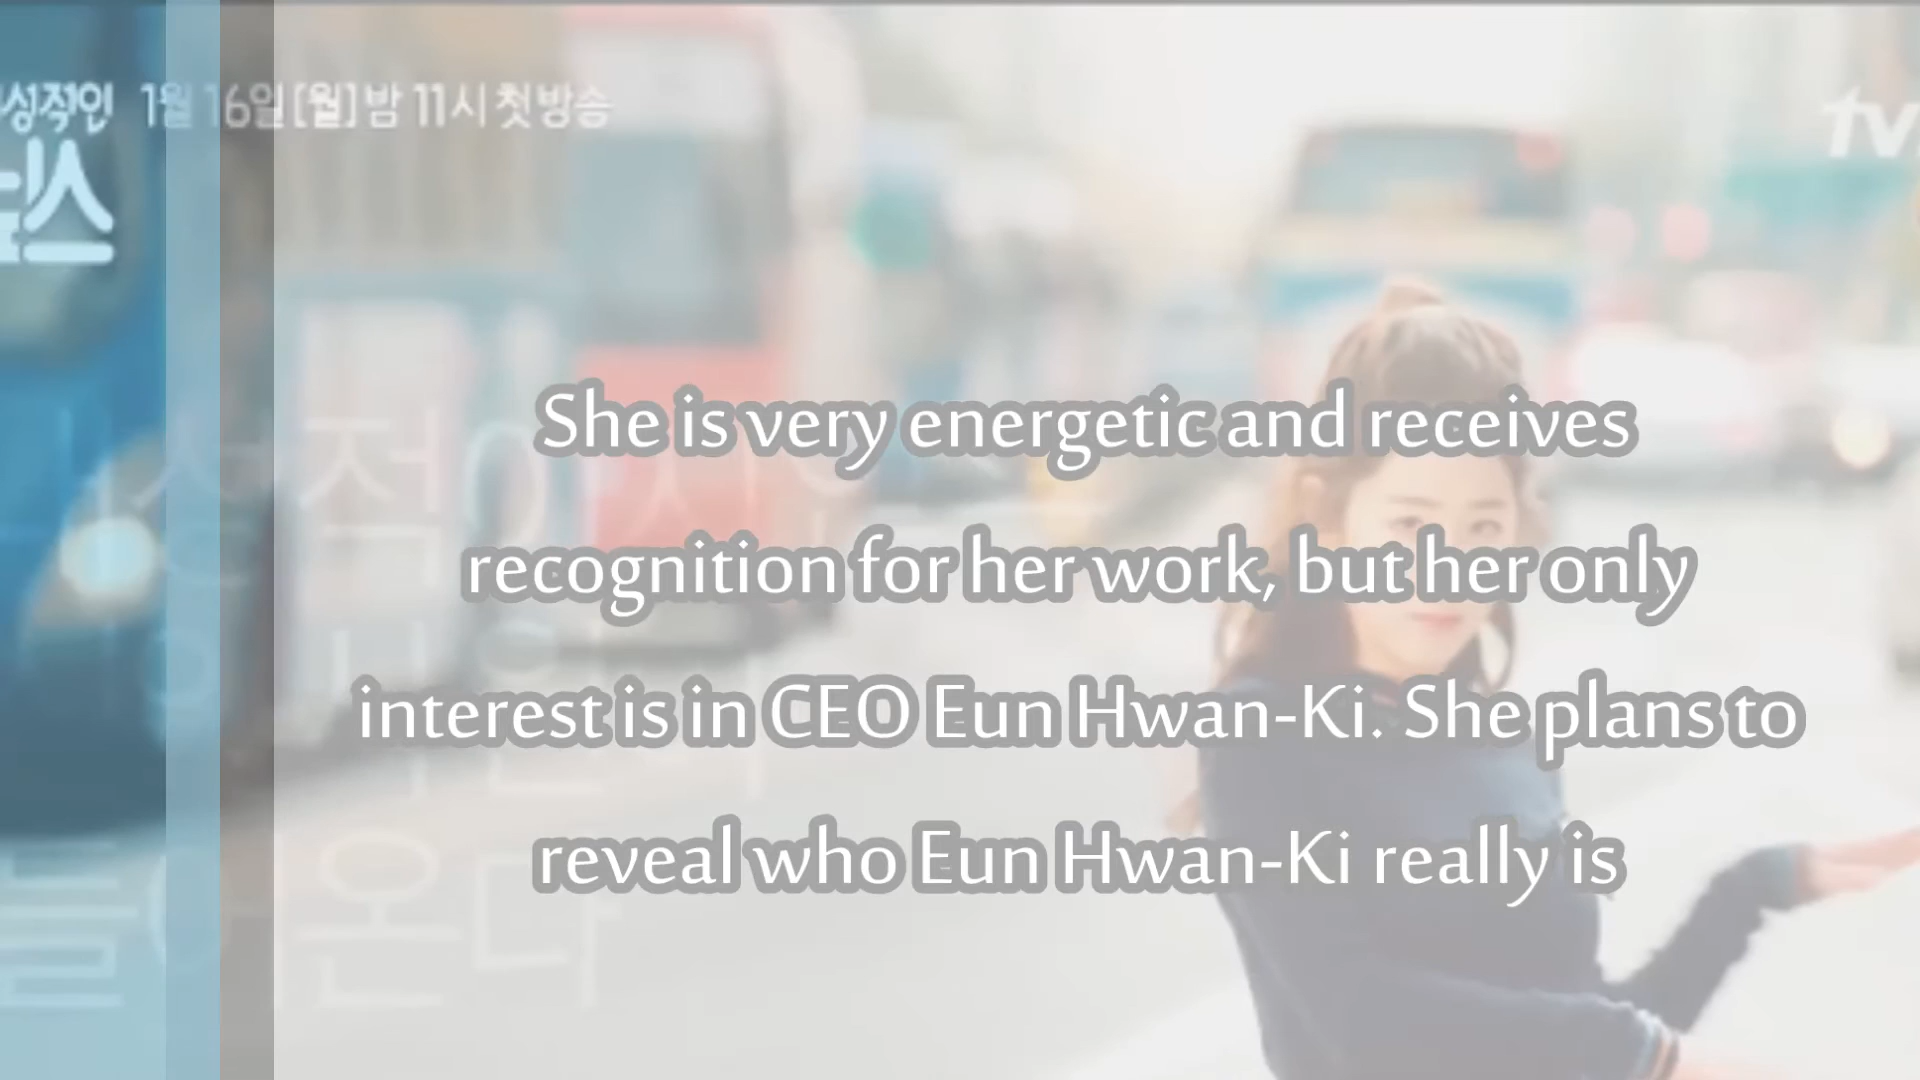 성적인 1월 16일 [월] 밤 11시 첫방송
tv
스
She is very energetic and receives
recognition for her work, but her only
interest is in CEO Eun Hwan-Ki. She plans to
reveal who Eun Hwan-Ki really is